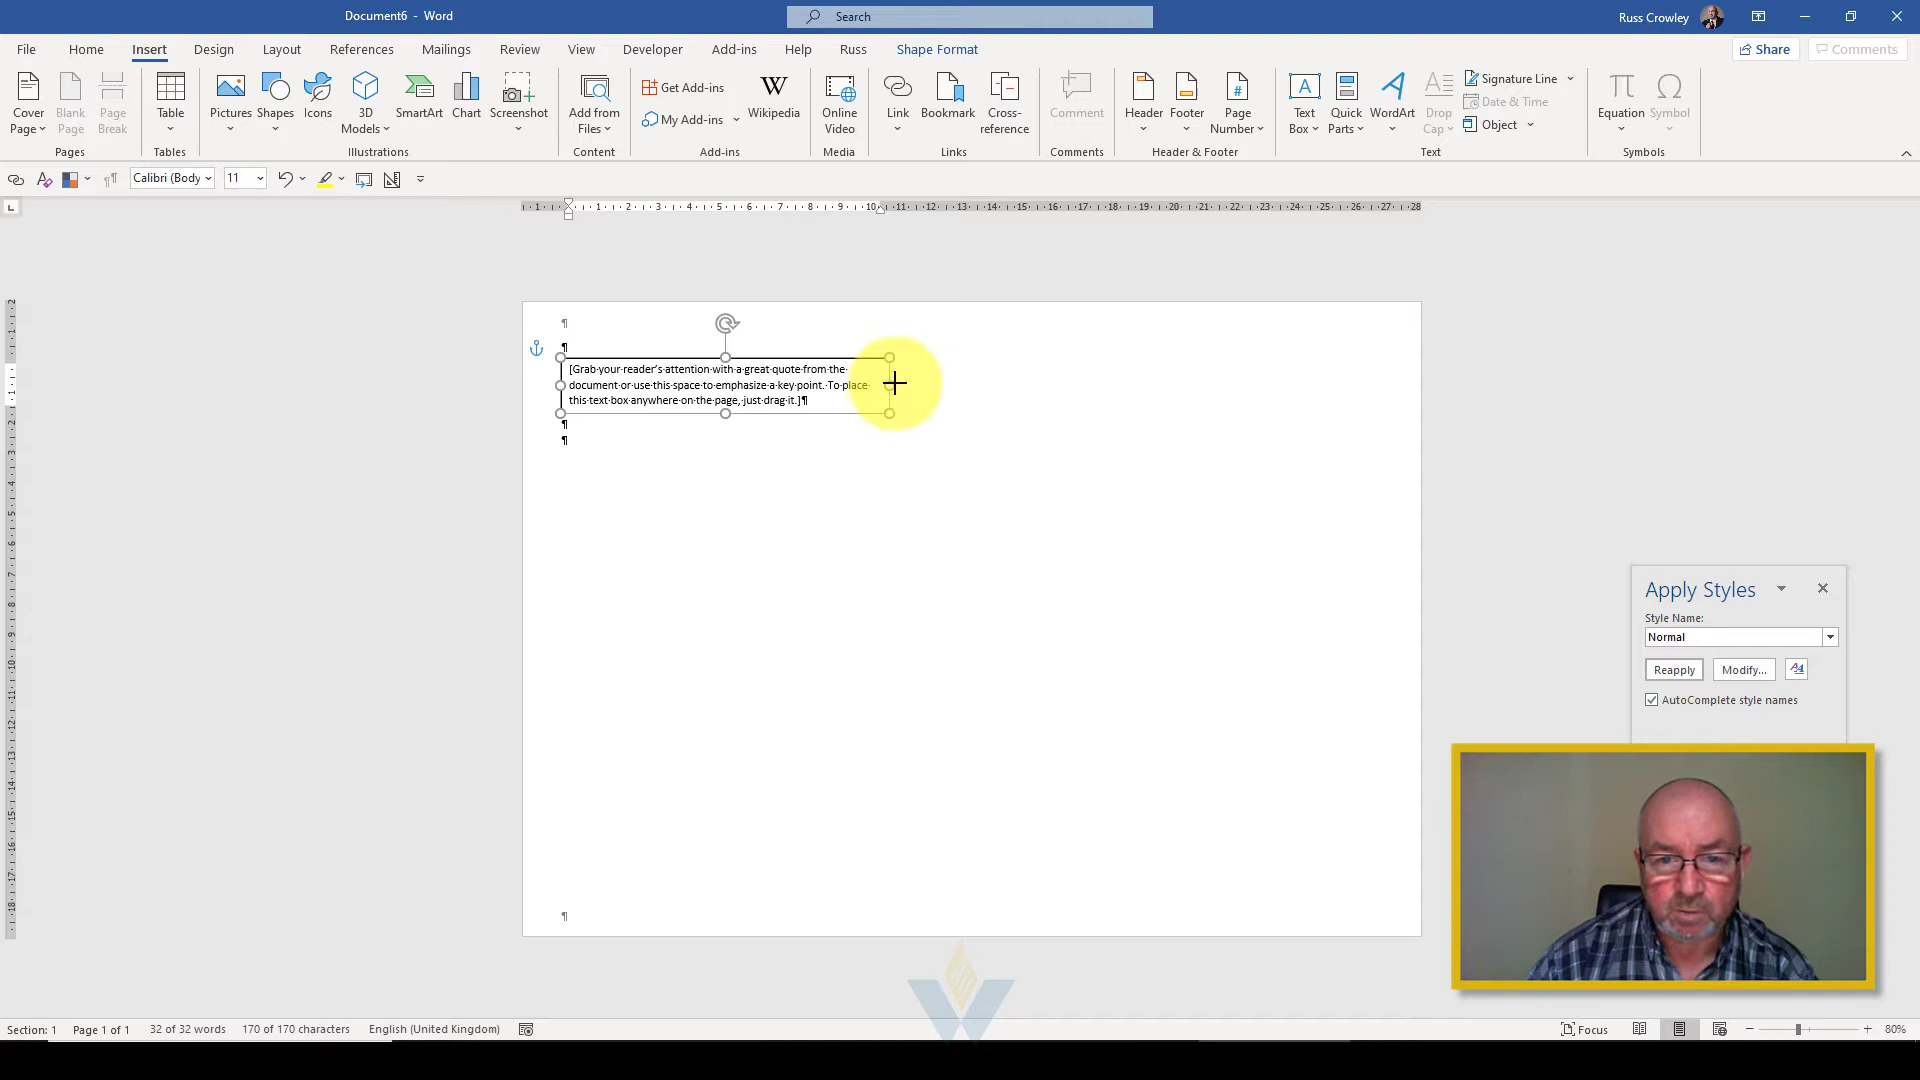 Document6 - Word
Search
Russ Crowley
File Home Insert Design Layout References Mailings Review View Developer Add-ins Help Russ Shape Format
Share
Comments
Cover Page
Blank Page
Page Break
Pages
Table
Tables
Pictures
Shapes
Icons
3D Models
SmartArt
Chart
Screenshot
Illustrations
Add from Files
Content
Get Add-ins
My Add-ins
Wikipedia
Add-ins
Online Video
Media
Link
Bookmark
Cross-reference
Links
Comment
Comments
Header
Footer
Page Number
Header & Footer
Text Box
Quick Parts
WordArt
Drop Cap
Signature Line
Date & Time
Object
Text
Equation
Symbol
Symbols
Calibri (Body
11
[Grab your reader's attention with a great quote from the
document or use this space to emphasize a key point. To place
this text box anywhere on the page, just drag it.]¶
Apply Styles
Style Name:
Normal
Reapply
Modify...
AutoComplete style names
Section: 1 Page 1 of 1 32 of 32 words 170 of 170 characters English (United Kingdom)
Focus
80%